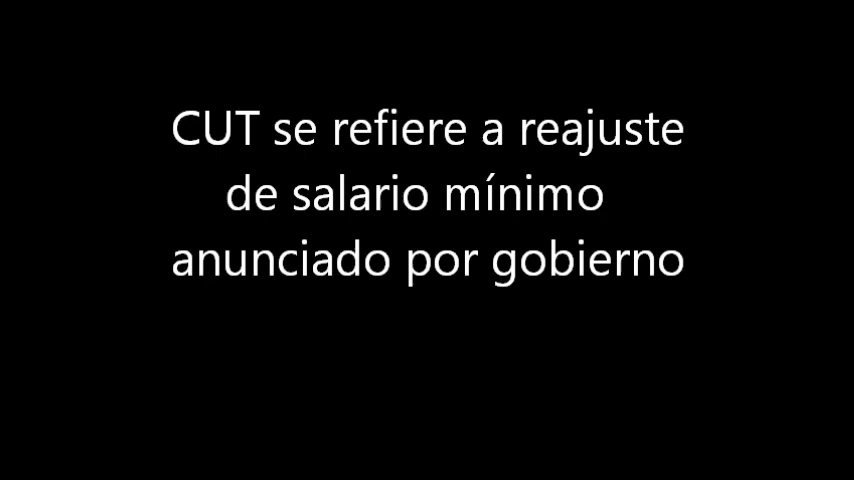 CUT se refiere a reajuste
de salario mínimo
anunciado por gobierno